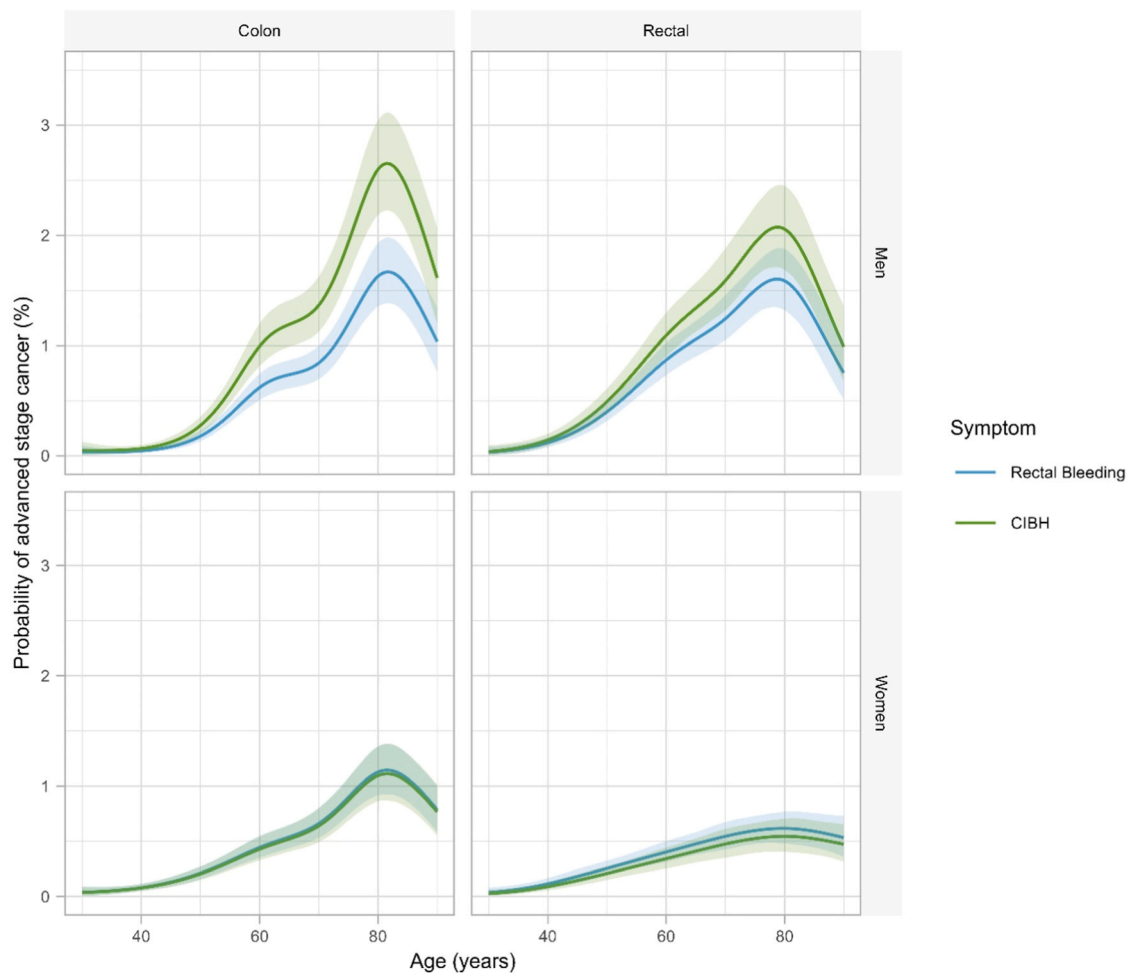 Colon
Rectal
Probability of advanced stage cancer (%)
3
2
1
0
Men
3
2
1
0
Women
40
60
80
40
60
80
Age (years)
Symptom
Rectal Bleeding
CIBH